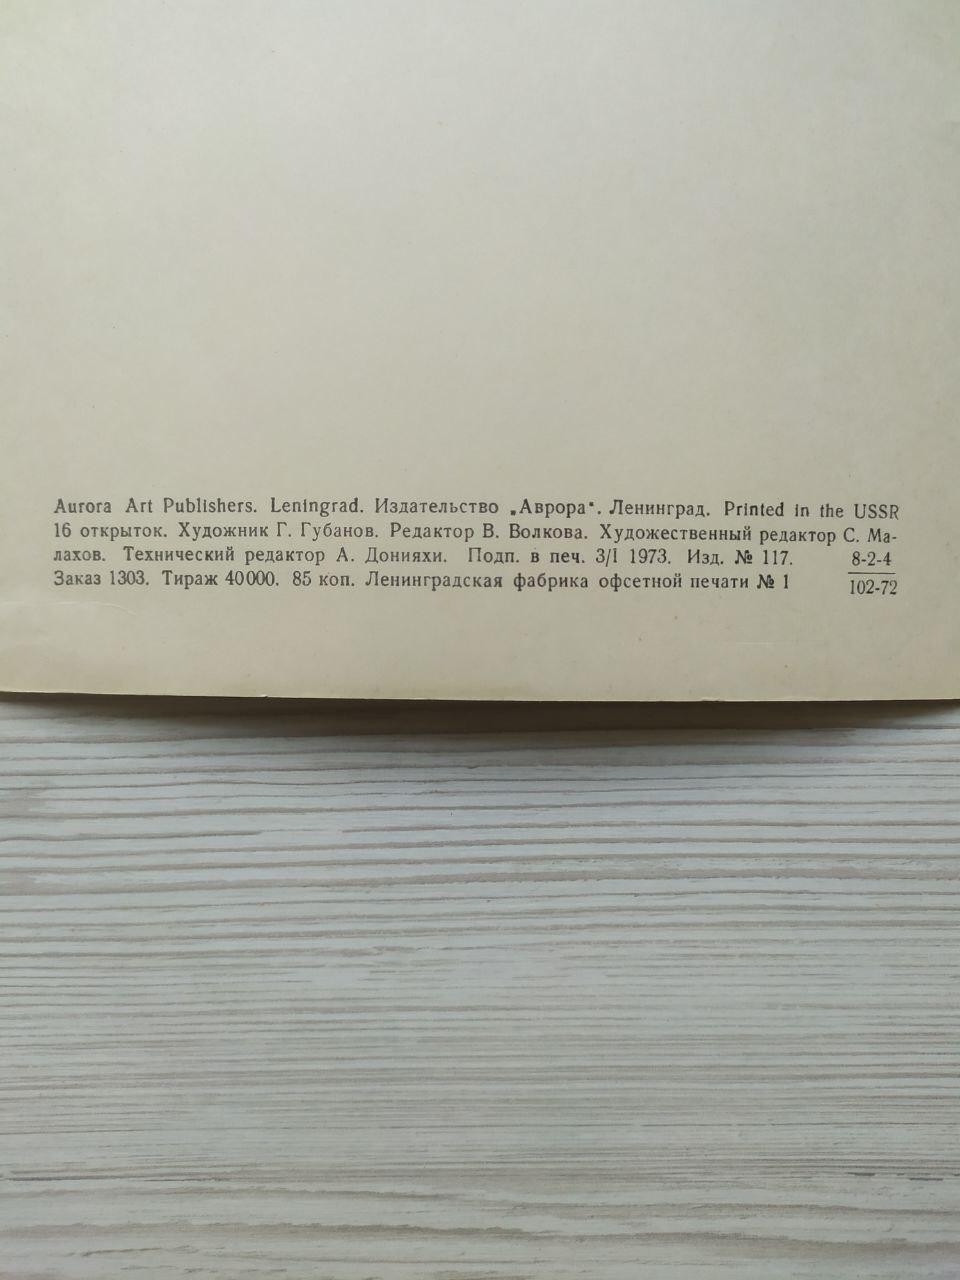 Aurora Art Publishers. Leningrad. Издательство „Аврора“. Ленинград. Printed in the USSR
16 открыток. Художник Г. Губанов. Редактор В. Волкова. Художественный редактор С. Ма-
лахов. Технический редактор А. Донияхи. Подп. в печ. 3/I 1973. Изд. № 117. 8-2-4
Заказ 1303. Тираж 40000. 85 коп. Ленинградская фабрика офсетной печати № 1 102-72